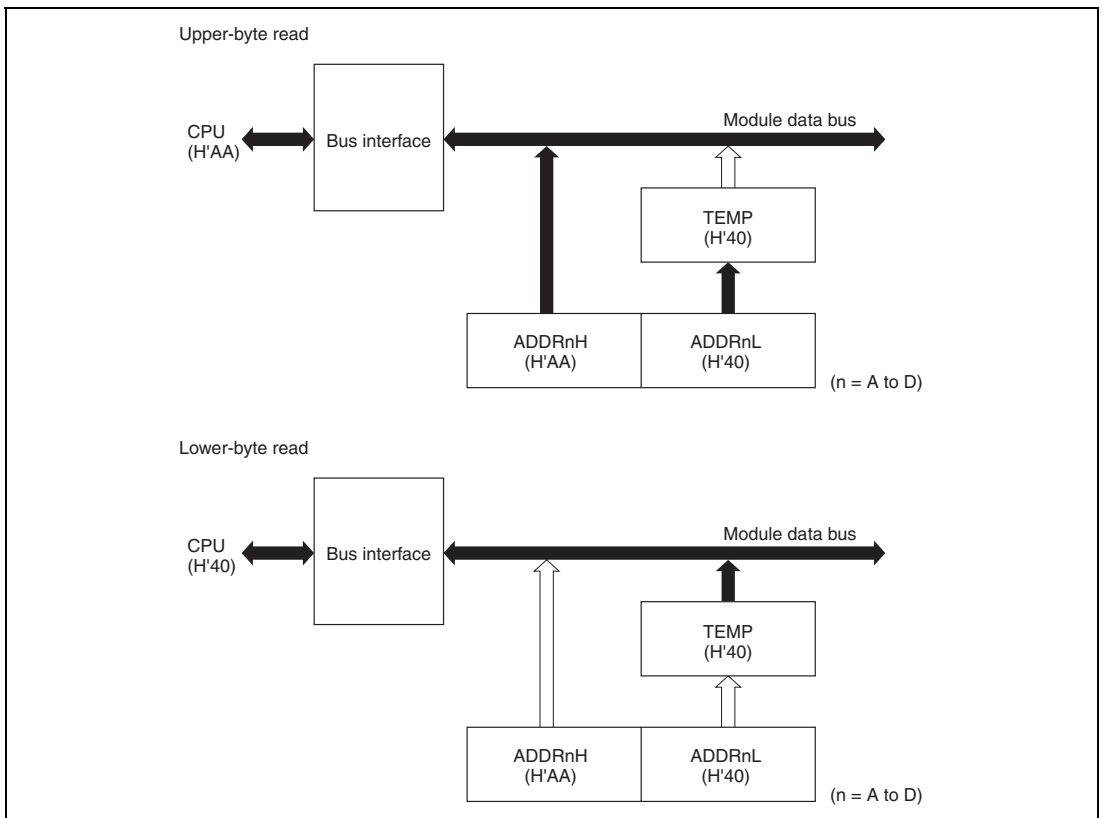 Upper-byte read
Module data bus
CPU
(H'AA)
Bus interface
TEMP
(H'40)
ADDRnH
(H'AA)
ADDRnL
(H'40)
(n = A to D)
Lower-byte read
Module data bus
CPU
(H'40)
Bus interface
TEMP
(H'40)
ADDRnH
(H'AA)
ADDRnL
(H'40)
(n = A to D)